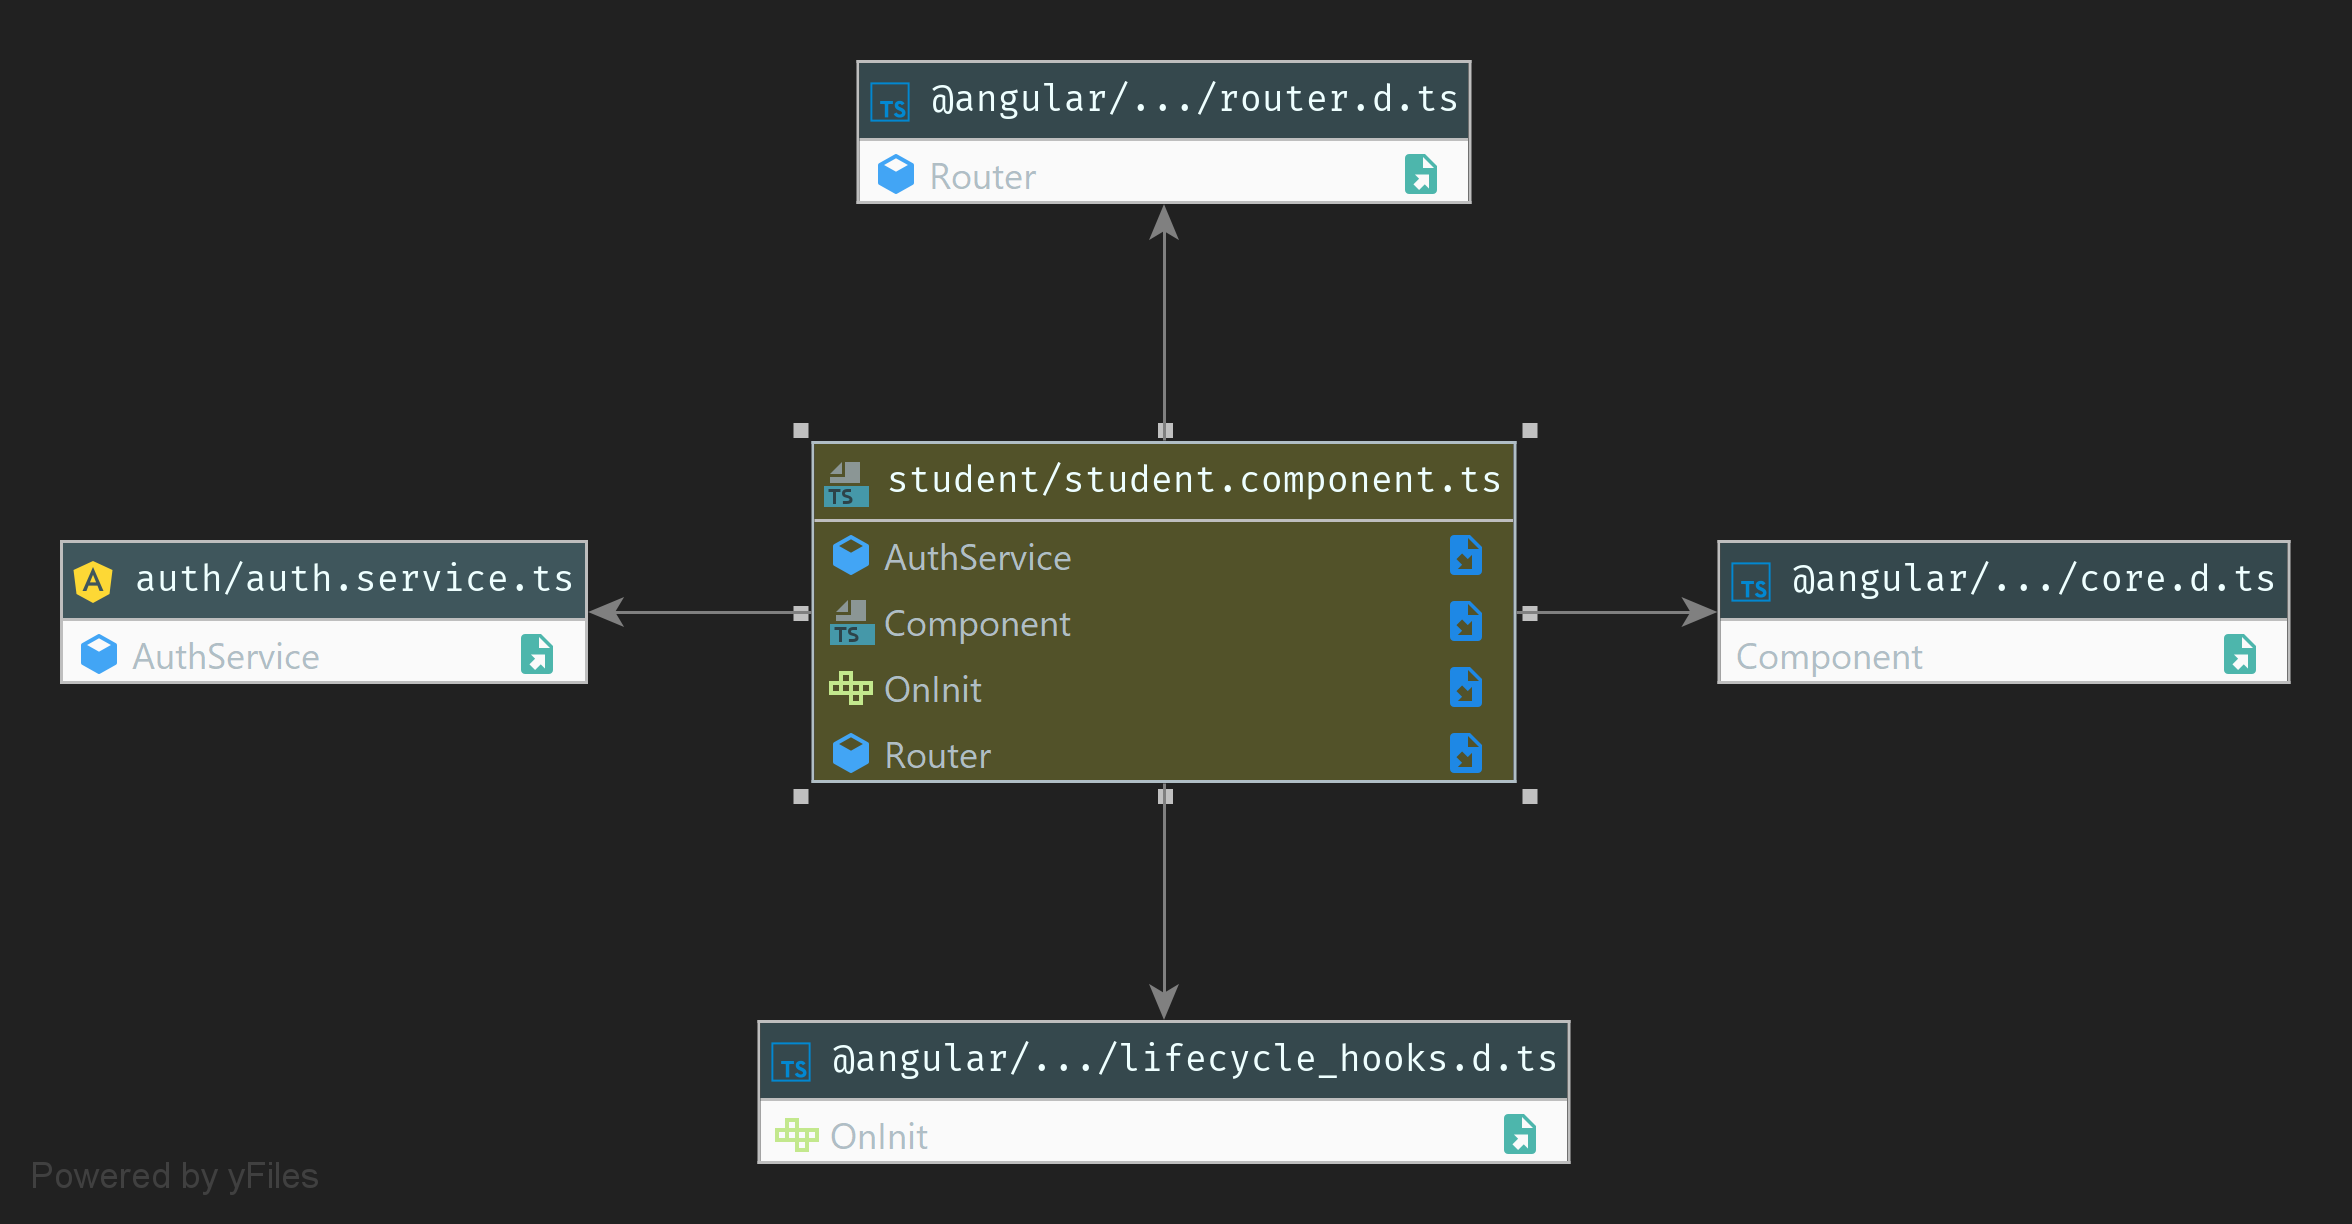 TS @angular/.../router.d.ts
Router
TS student/student.component.ts
AuthService
TS Component
OnInit
Router
A auth/auth.service.ts
AuthService
TS @angular/.../core.d.ts
Component
TS @angular/.../lifecycle_hooks.d.ts
OnInit
Powered by yFiles